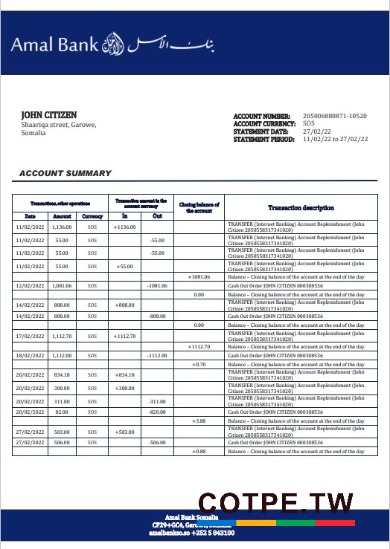 Amal Bank بنك الأمل
JOHN CITIZEN
Shaariqa street, Garowe,
Somalia
ACCOUNT NUMBER: 205006880871-10520
ACCOUNT CURRENCY: SOS
STATEMENT DATE: 27/02/22
STATEMENT PERIOD: 11/02/22 to 27/02/22
ACCOUNT SUMMARY
Transactions, other operations
Transaction amount in the account currency
Closing balance of the account
Transaction description
Date Amount Currency In Out
11/02/2022 1,136.00 SOS +1136.00 TRANSFER (Internet Banking) Account Replenishment (John Citizen 2050558317341020)
11/02/2022 55.00 SOS -55.00 TRANSFER (Internet Banking) Account Replenishment (John Citizen 2050558317341020)
11/02/2022 55.00 SOS -55.00 TRANSFER (Internet Banking) Account Replenishment (John Citizen 2050558317341020)
11/02/2022 55.00 SOS +55.00 TRANSFER (Internet Banking) Account Replenishment (John Citizen 2050558317341020)
+1081.06 Balance - Closing balance of the account at the end of the day
12/02/2022 1,081.06 SOS -1081.06 Cash Out Order JOHN CITIZEN 000308536
0.00 Balance - Closing balance of the account at the end of the day
14/02/2022 808.00 SOS +808.00 TRANSFER (Internet Banking) Account Replenishment (John Citizen 2050558317341020)
14/02/2022 808.00 SOS -808.00 Cash Out Order JOHN CITIZEN 000308536
0.00 Balance - Closing balance of the account at the end of the day
17/02/2022 1,112.70 SOS +1112.70 TRANSFER (Internet Banking) Account Replenishment (John Citizen 2050558317341020)
+1112.70 Balance - Closing balance of the account at the end of the day
18/02/2022 1,112.00 SOS -1112.00 Cash Out Order JOHN CITIZEN 000308536
+0.70 Balance - Closing balance of the account at the end of the day
20/02/2022 834.18 SOS +834.18 TRANSFER (Internet Banking) Account Replenishment (John Citizen 2050558317341020)
20/02/2022 300.00 SOS +300.00 TRANSFER (Internet Banking) Account Replenishment (John Citizen 2050558317341020)
20/02/2022 311.00 SOS -311.00 TRANSFER (Internet Banking) Account Replenishment (John Citizen 2050558317341020)
20/02/2022 82.00 SOS -820.00 Cash Out Order JOHN CITIZEN 000308536
+3.88 Balance - Closing balance of the account at the end of the day
27/02/2022 503.00 SOS +503.00 TRANSFER (Internet Banking) Account Replenishment (John Citizen 2050558317341020)
27/02/2022 506.00 SOS -506.00 Cash Out Order JOHN CITIZEN 000308536
+0.88 Balance - Closing balance of the account at the end of the day
COTPE.TW
Amal Bank Somalia
CF29+GC6, Somalia
amalbankso.so +252 5 843100